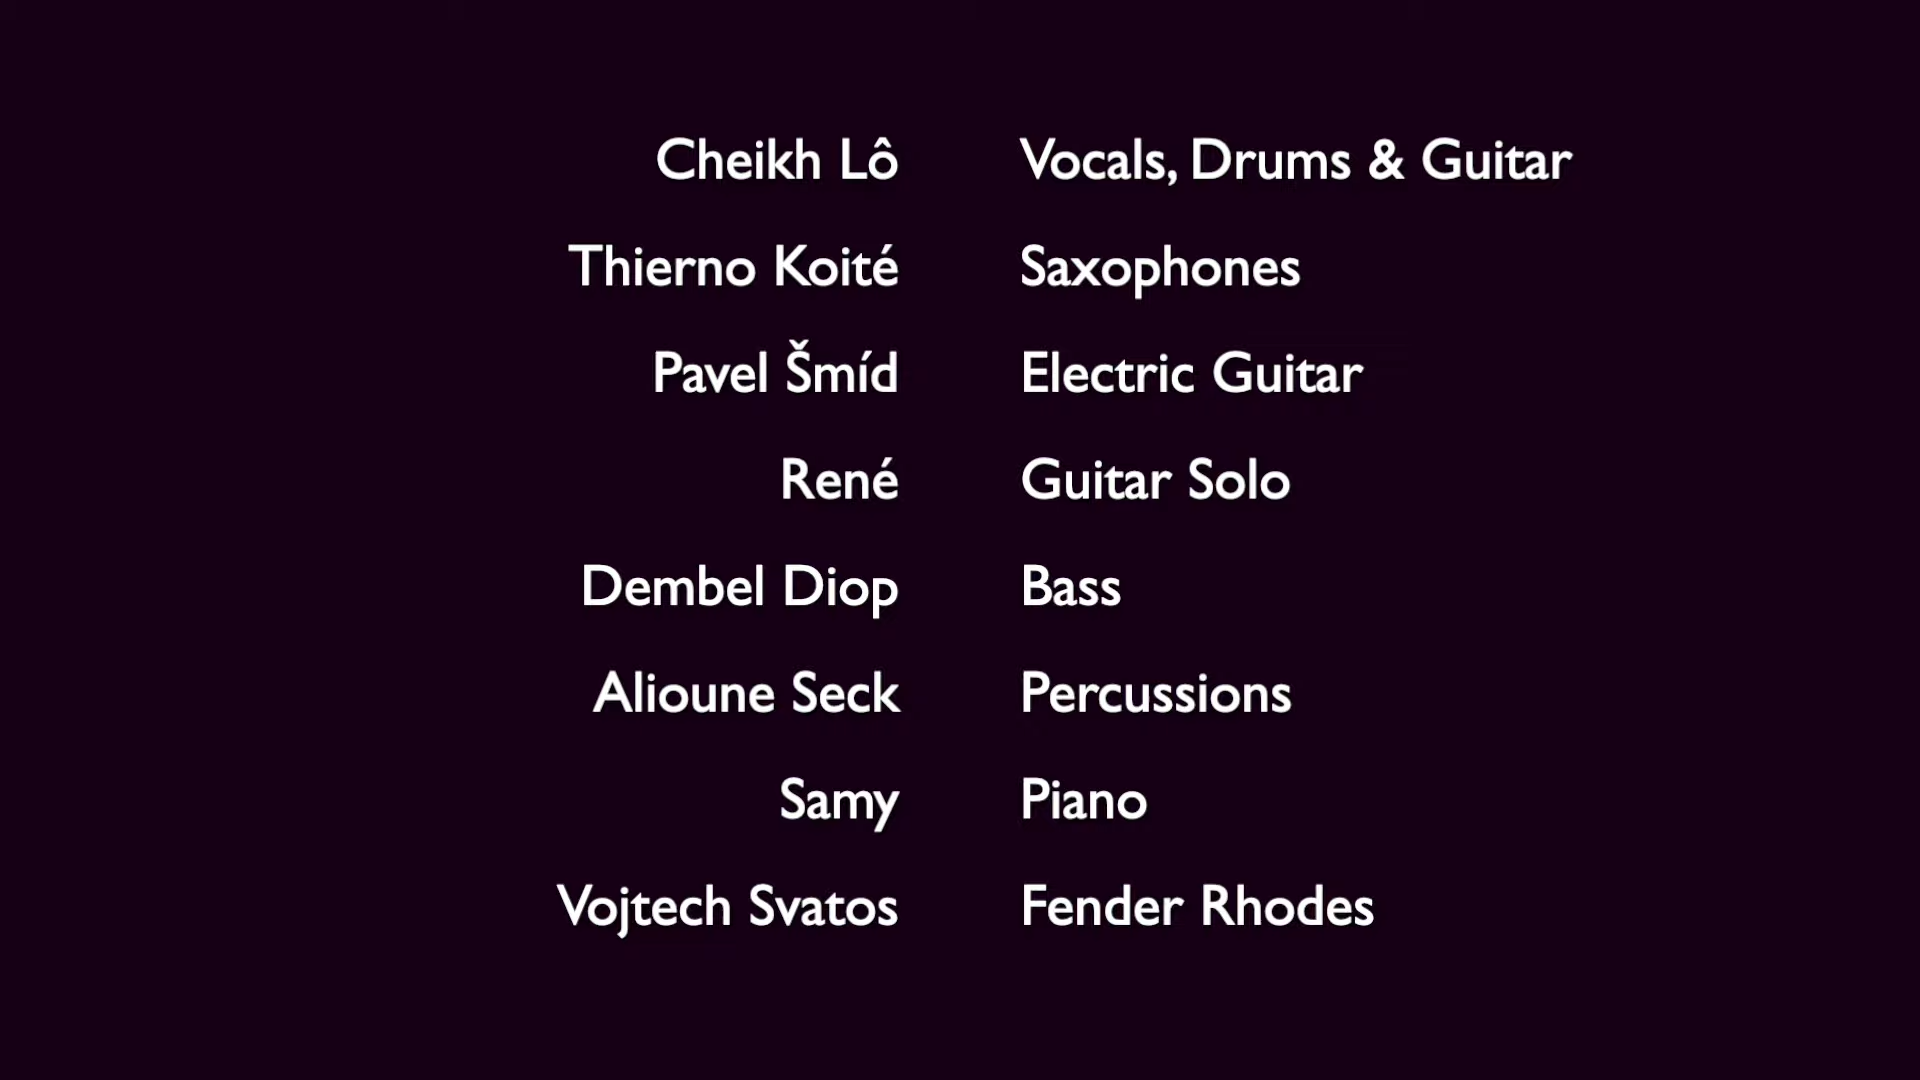 Cheikh Lô Vocals, Drums & Guitar
Thierno Koité Saxophones
Pavel Šmíd Electric Guitar
René Guitar Solo
Dembel Diop Bass
Alioune Seck Percussions
Samy Piano
Vojtech Svatos Fender Rhodes